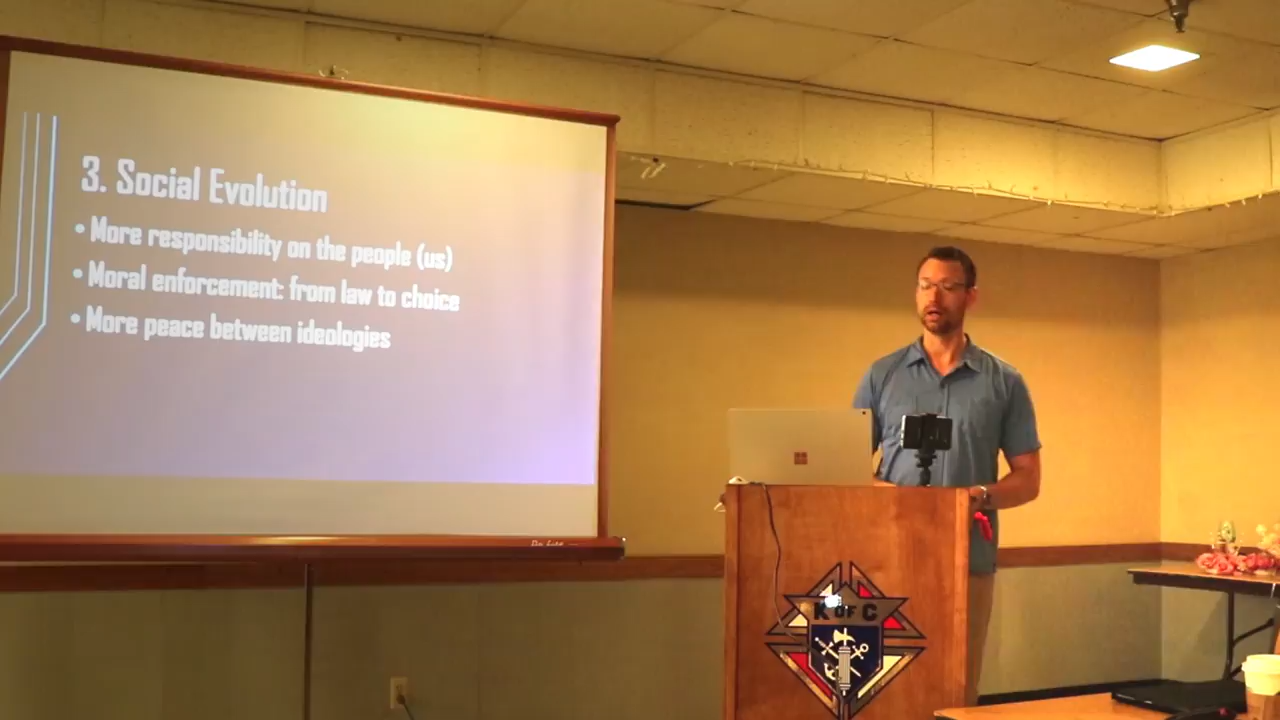 3. Social Evolution
• More responsibility on the people (us)
• Moral enforcement: from law to choice
• More peace between ideologies
K OF C